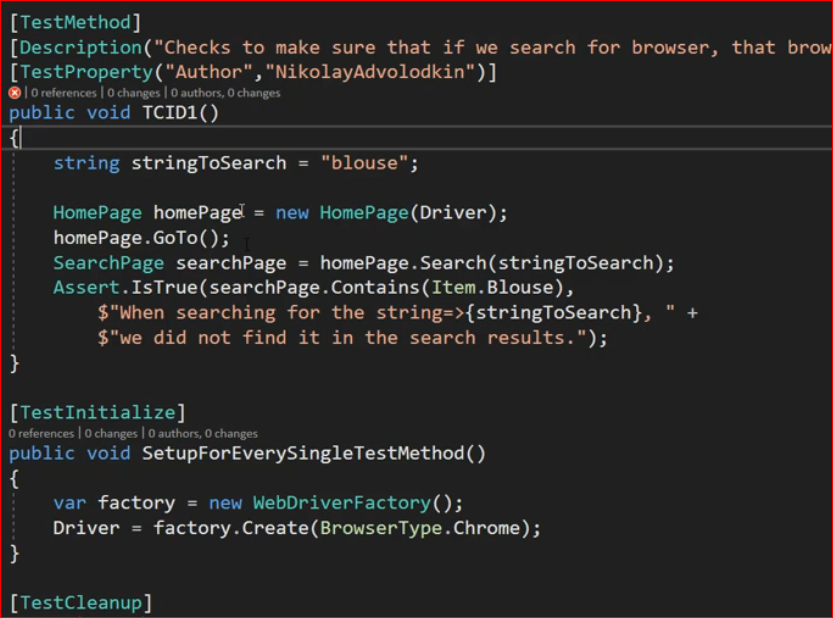 [TestMethod]
[Description("Checks to make sure that if we search for browser, that brow
[TestProperty("Author","NikolayAdvolodkin")]
0 references | 0 changes | 0 authors, 0 changes
public void TCID1()
{
string stringToSearch = "blouse";
HomePage homePage = new HomePage(Driver);
homePage.GoTo();
SearchPage searchPage = homePage.Search(stringToSearch);
Assert.IsTrue(searchPage.Contains(Item.Blouse),
$"When searching for the string=>{stringToSearch}, " +
$"we did not find it in the search results.");
}
[TestInitialize]
0 references | 0 changes | 0 authors, 0 changes
public void SetupForEverySingleTestMethod()
{
var factory = new WebDriverFactory();
Driver = factory.Create(BrowserType.Chrome);
}
[TestCleanup]